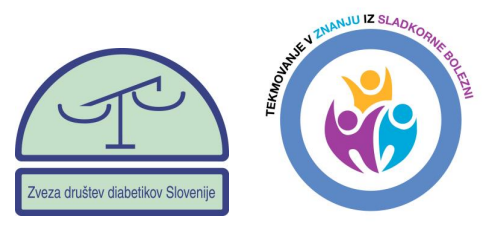 Zveza društev diabetikov Slovenije
TEKMOVANJE V ZNANJU IZ SLADKORNE BOLEZNI